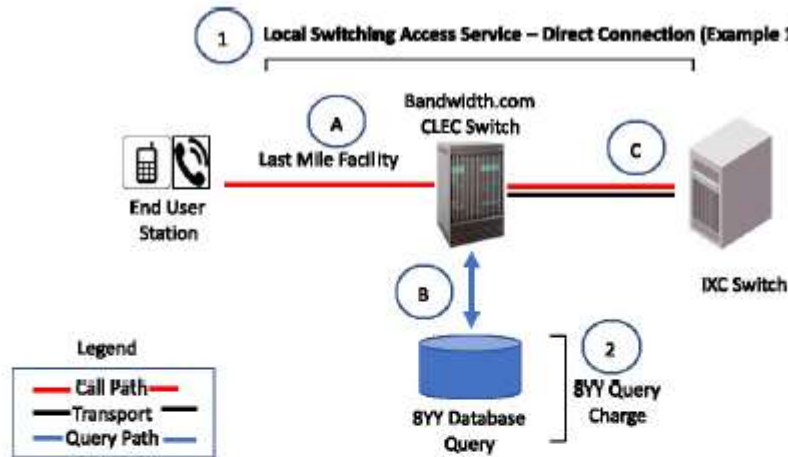 1
Local Switching Access Service – Direct Connection (Example
Bandwidth.com
CLEC Switch
A
Last Mile Facility
C
End User
Station
IXC Switch
B
2
8YY Query
Charge
8YY Database
Query
Legend
Call Path
Transport
Query Path